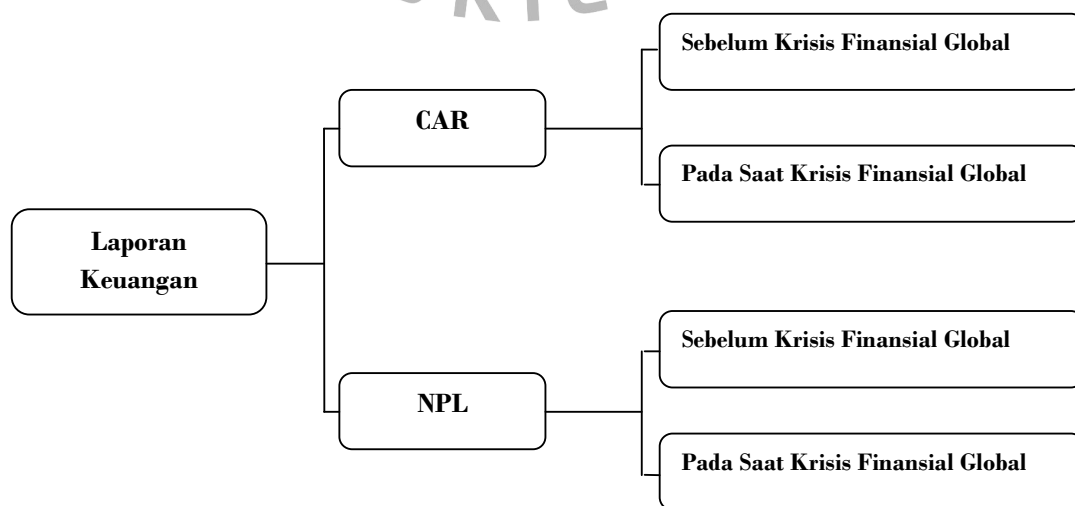 Sebelum Krisis Finansial Global
CAR
Pada Saat Krisis Finansial Global
Laporan
Keuangan
Sebelum Krisis Finansial Global
NPL
Pada Saat Krisis Finansial Global